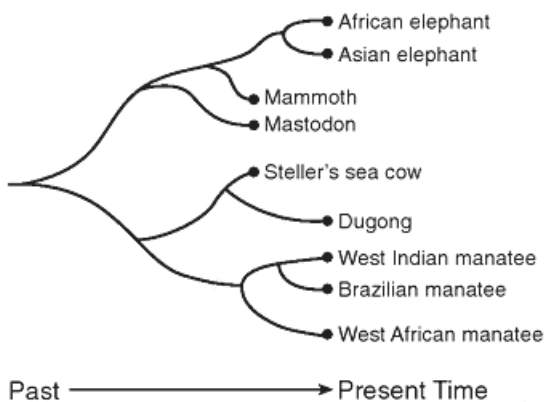 African elephant
Asian elephant
Mammoth
Mastodon
Steller's sea cow
Dugong
West Indian manatee
Brazilian manatee
West African manatee
Past Present Time